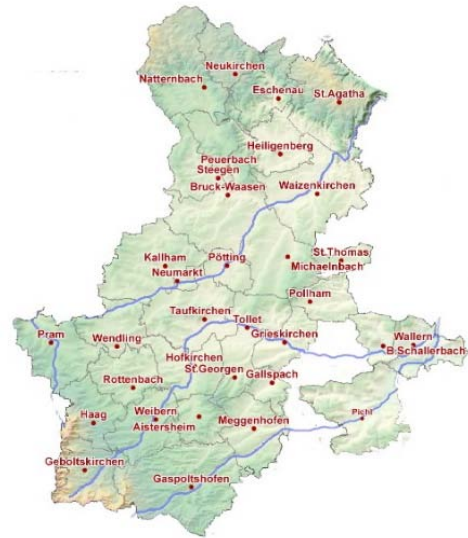 Neukirchen
Natternbach
Eschenau
St.Agatha
Heiligenberg
Peuerbach
Steegen
Bruck-Waasen
Waizenkirchen
St.Thomas
Kallham
Pötting
Michaelnbach
Neumarkt
Pollham
Taufkirchen
Tollet
Pram
Wendling
Grieskirchen
Wallern
B.Schallerbach
Hofkirchen
St.Georgen
Gallspach
Rottenbach
Haag
Weibern
Aistersheim
Meggenhofen
Pichl
Geboltskirchen
Gaspoltshofen